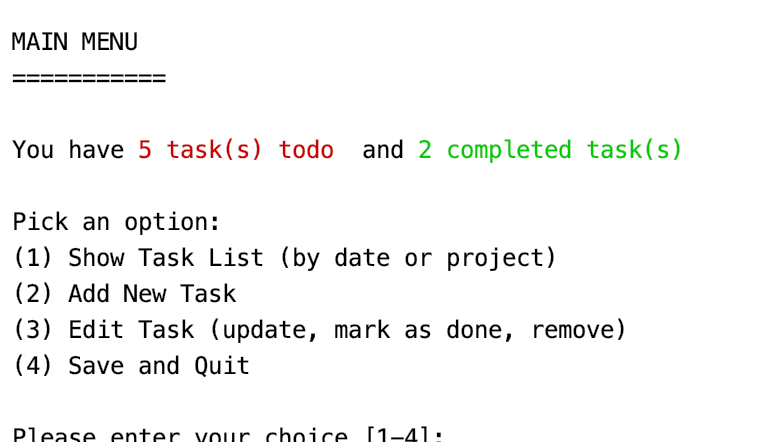 MAIN MENU
===========
You have 5 task(s) todo  and 2 completed task(s)
Pick an option:
(1) Show Task List (by date or project)
(2) Add New Task
(3) Edit Task (update, mark as done, remove)
(4) Save and Quit
Please enter your choice [1-4]: